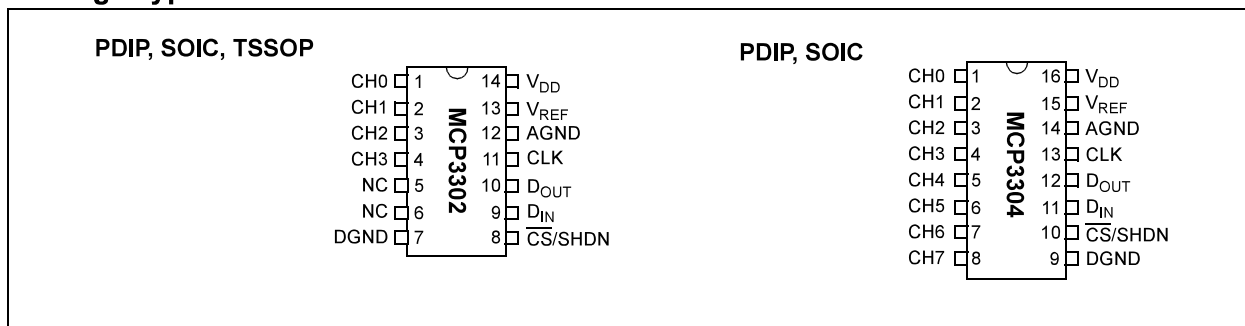 PDIP, SOIC, TSSOP
CH0 1 14 VDD
CH1 2 13 VREF
CH2 3 12 AGND
CH3 4 11 CLK
NC 5 10 DOUT
NC 6 9 DIN
DGND 7 8 CS/SHDN
MCP3302
PDIP, SOIC
CH0 1 16 VDD
CH1 2 15 VREF
CH2 3 14 AGND
CH3 4 13 CLK
CH4 5 12 DOUT
CH5 6 11 DIN
CH6 7 10 CS/SHDN
CH7 8 9 DGND
MCP3304